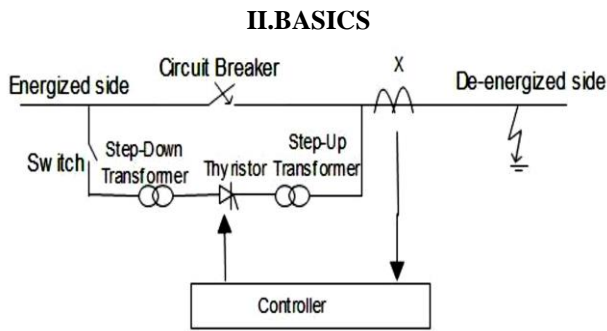 II.BASICS
Circuit Breaker
X
Energized side
De-energized side
Switch
Step-Down
Transformer
Thyristor
Step-Up
Transformer
Controller